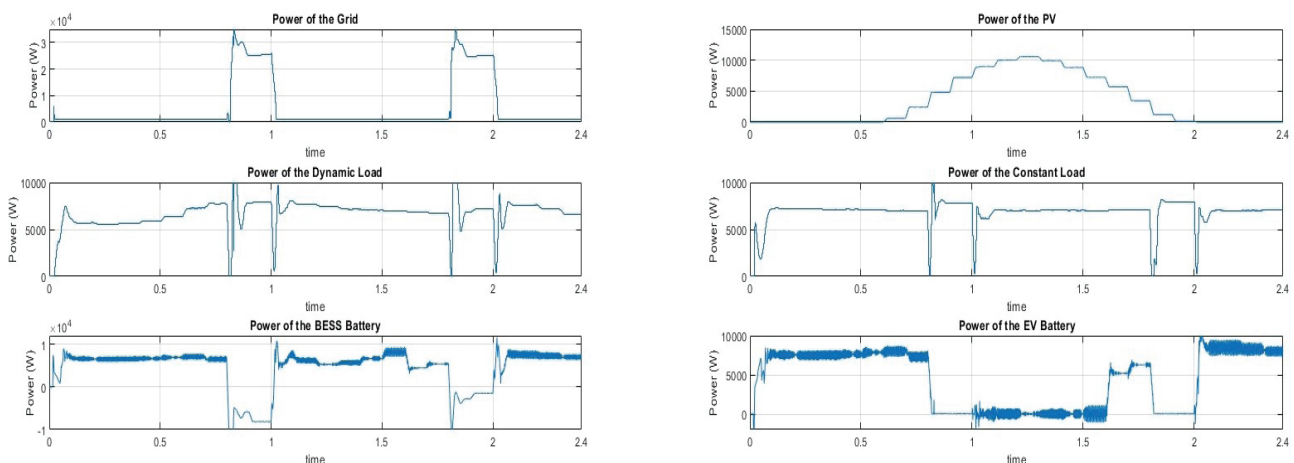 Power of the Grid
×10⁴
Power (W)
3
2
1
0
0 0.5 1 1.5 2 2.4
time
Power of the PV
Power (W)
15000
10000
5000
0
0 0.5 1 1.5 2 2.4
time
Power of the Dynamic Load
Power (W)
10000
5000
0
0 0.5 1 1.5 2 2.4
time
Power of the Constant Load
Power (W)
10000
5000
0
0 0.5 1 1.5 2 2.4
time
Power of the BESS Battery
×10⁴
Power (W)
1
0
-1
0 0.5 1 1.5 2 2.4
time
Power of the EV Battery
Power (W)
10000
5000
0
0 0.5 1 1.5 2 2.4
time